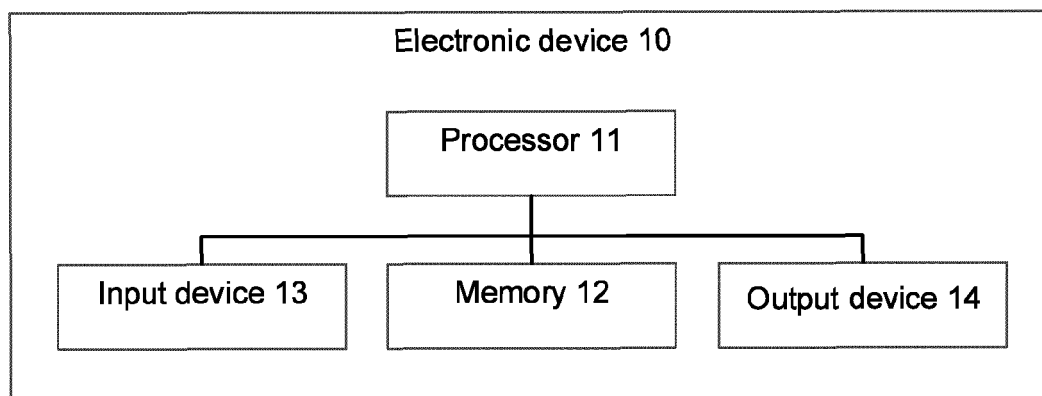 Electronic device 10
Processor 11
Input device 13
Memory 12
Output device 14